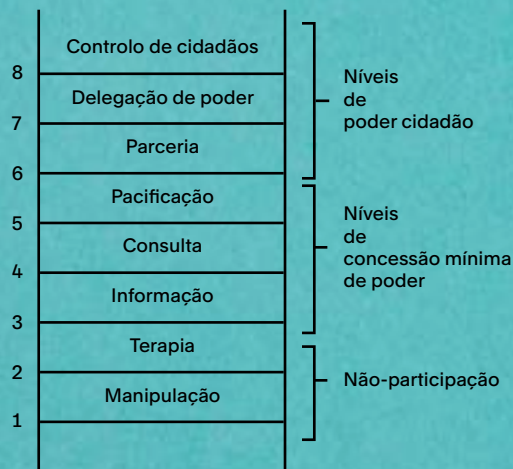 Controlo de cidadãos
8
Delegação de poder
7
Parceria
6
Pacificação
5
Consulta
4
Informação
3
Terapia
2
Manipulação
1
Níveis
de
poder cidadão
Níveis
de
concessão mínima
de poder
Não-participação